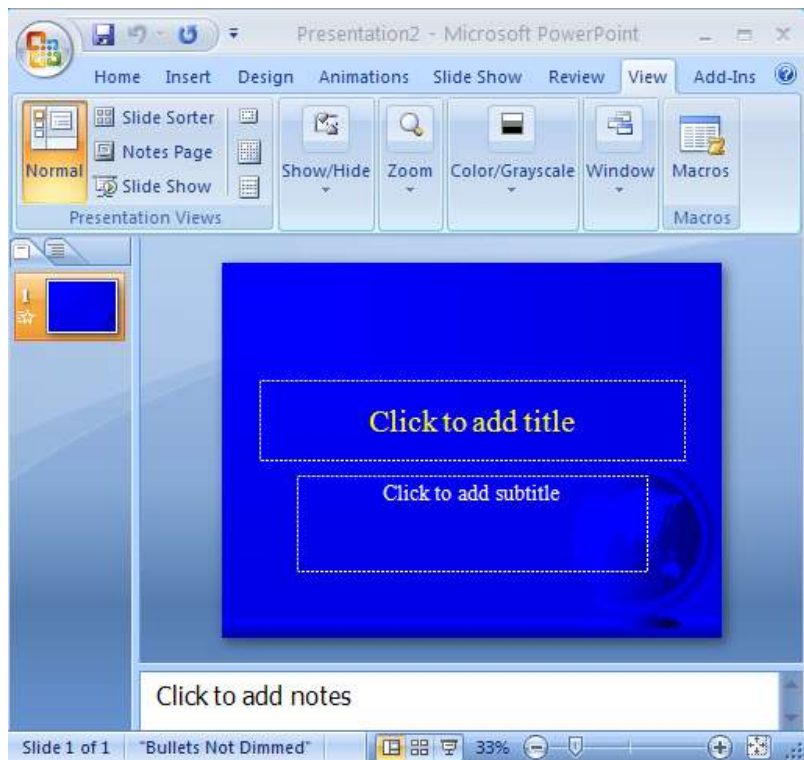 Presentation2 - Microsoft PowerPoint
Home Insert Design Animations Slide Show Review View Add-Ins
Normal
Slide Sorter
Notes Page
Slide Show
Presentation Views
Show/Hide
Zoom
Color/Grayscale
Window
Macros
Macros
1
Click to add title
Click to add subtitle
Click to add notes
Slide 1 of 1 "Bullets Not Dimmed" 33%